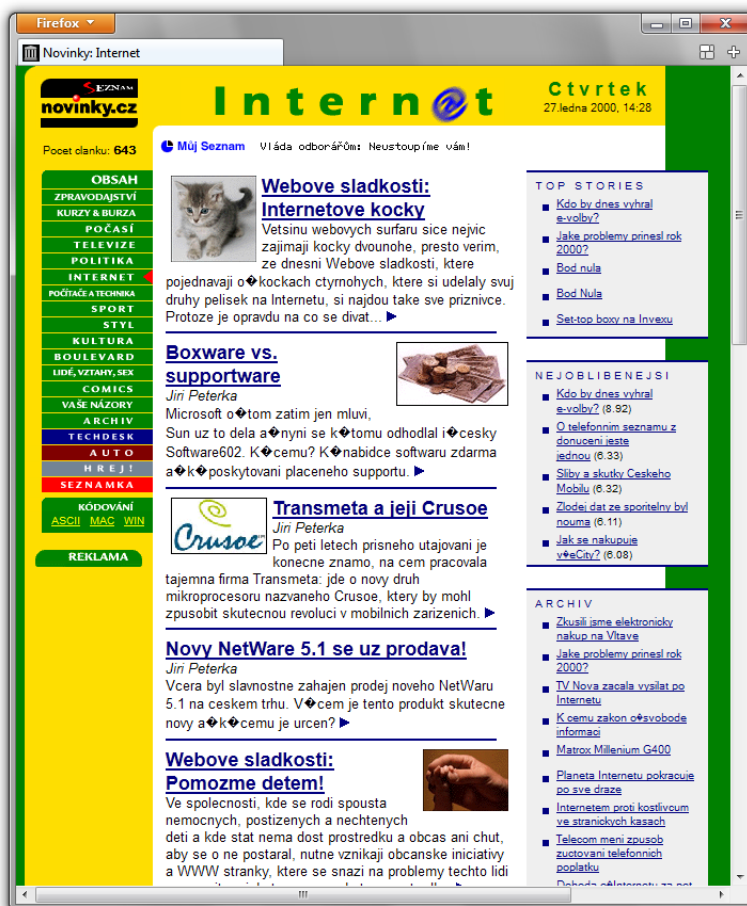 Firefox
Novinky: Internet
SEZNAM
novinky.cz
Intern@t
Ctvrtek
27.ledna 2000, 14:28
Pocet clanku: 643
Můj Seznam Vláda odborářům: Neustoupíme vám!
OBSAH
ZPRAVODAJSTVÍ
KURZY & BURZA
POČASÍ
TELEVIZE
POLITIKA
INTERNET
POČÍTAČE A TECHNIKA
SPORT
STYL
KULTURA
BOULEVARD
LIDÉ, VZTAHY, SEX
COMICS
VAŠE NÁZORY
ARCHIV
TECHDESK
AUTO
HREJ!
SEZNAMKA
KÓDOVÁNÍ
ASCII MAC WIN
REKLAMA
Webove sladkosti:
Internetove kocky
Vetsinu webovych surfaru sice nejvic
zajimaji kocky dvounohe, presto verim,
ze dnesni Webove sladkosti, ktere
pojednavaji o�kockach ctyrnohych, ktere si udelaly svuj
druhy pelisek na Internetu, si najdou take sve priznivce.
Protoze je opravdu na co se divat...
Boxware vs.
supportware
Jiri Peterka
Microsoft o�tom zatim jen mluvi,
Sun uz to dela a�nyni se k�tomu odhodlal i�cesky
Software602. K�cemu? K�nabidce softwaru zdarma
a�k�poskytovani placeneho supportu.
Crusoe
Transmeta a jeji Crusoe
Jiri Peterka
Po peti letech prisneho utajovani je
konecne znamo, na cem pracovala
tajemna firma Transmeta: jde o novy druh
mikroprocesoru nazvaneho Crusoe, ktery by mohl
zpusobit skutecnou revoluci v mobilnich zarizenich.
Novy NetWare 5.1 se uz prodava!
Jiri Peterka
Vcera byl slavnostne zahajen prodej noveho NetWaru
5.1 na ceskem trhu. V�cem je tento produkt skutecne
novy a�k�cemu je urcen?
Webove sladkosti:
Pomozme detem!
Ve spolecnosti, kde se rodi spousta
nemocnych, postizenych a nechtenych
deti a kde stat nema dost prostredku a obcas ani chut,
aby se o ne postaral, nutne vznikaji obcanske iniciativy
a WWW stranky, ktere se snazi na problemy techto lidi
TOP STORIES
Kdo by dnes vyhral
e-volby?
Jake problemy prinesl rok
2000?
Bod nula
Bod Nula
Set-top boxy na Invexu
NEJOBLIBENEJSI
Kdo by dnes vyhral
e-volby? (8.92)
O telefonnim seznamu z
donuceni jeste
jednou (6.33)
Sliby a skutky Ceskeho
Mobilu (6.32)
Zlodej dat ze sporitelny byl
nouma (6.11)
Jak se nakupuje
v�eCity? (6.08)
ARCHIV
Zkusili jsme elektronicky
nakup na Vltave
Jake problemy prinesl rok
2000?
TV Nova zacala vysilat po
Internetu
K cemu zakon o�svobode
informaci
Matrox Millenium G400
Planeta Internetu pokracuje
po sve draze
Internetem proti kostlivcum
ve stranickych kasach
Telecom meni zpusob
zuctovani telefonnich
poplatku
Dohoda o�Internetu za pet